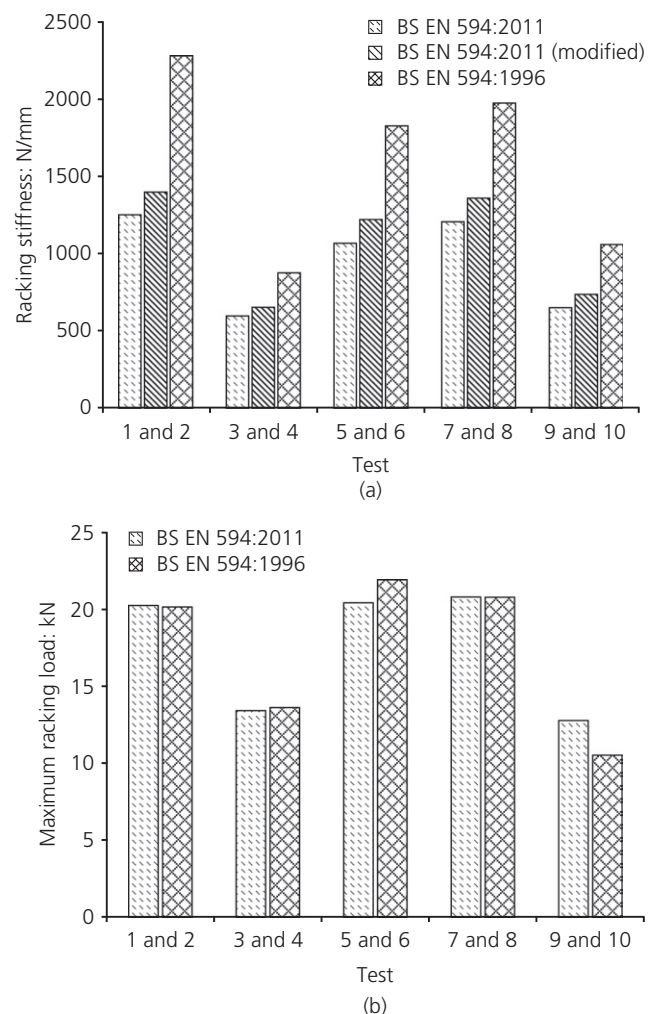 2500
BS EN 594:2011
BS EN 594:2011 (modified)
BS EN 594:1996
2000
1500
1000
500
0
Racking stiffness: N/mm
1 and 2
3 and 4
5 and 6
7 and 8
9 and 10
Test
(a)
25
BS EN 594:2011
BS EN 594:1996
20
15
10
5
0
Maximum racking load: kN
1 and 2
3 and 4
5 and 6
7 and 8
9 and 10
Test
(b)